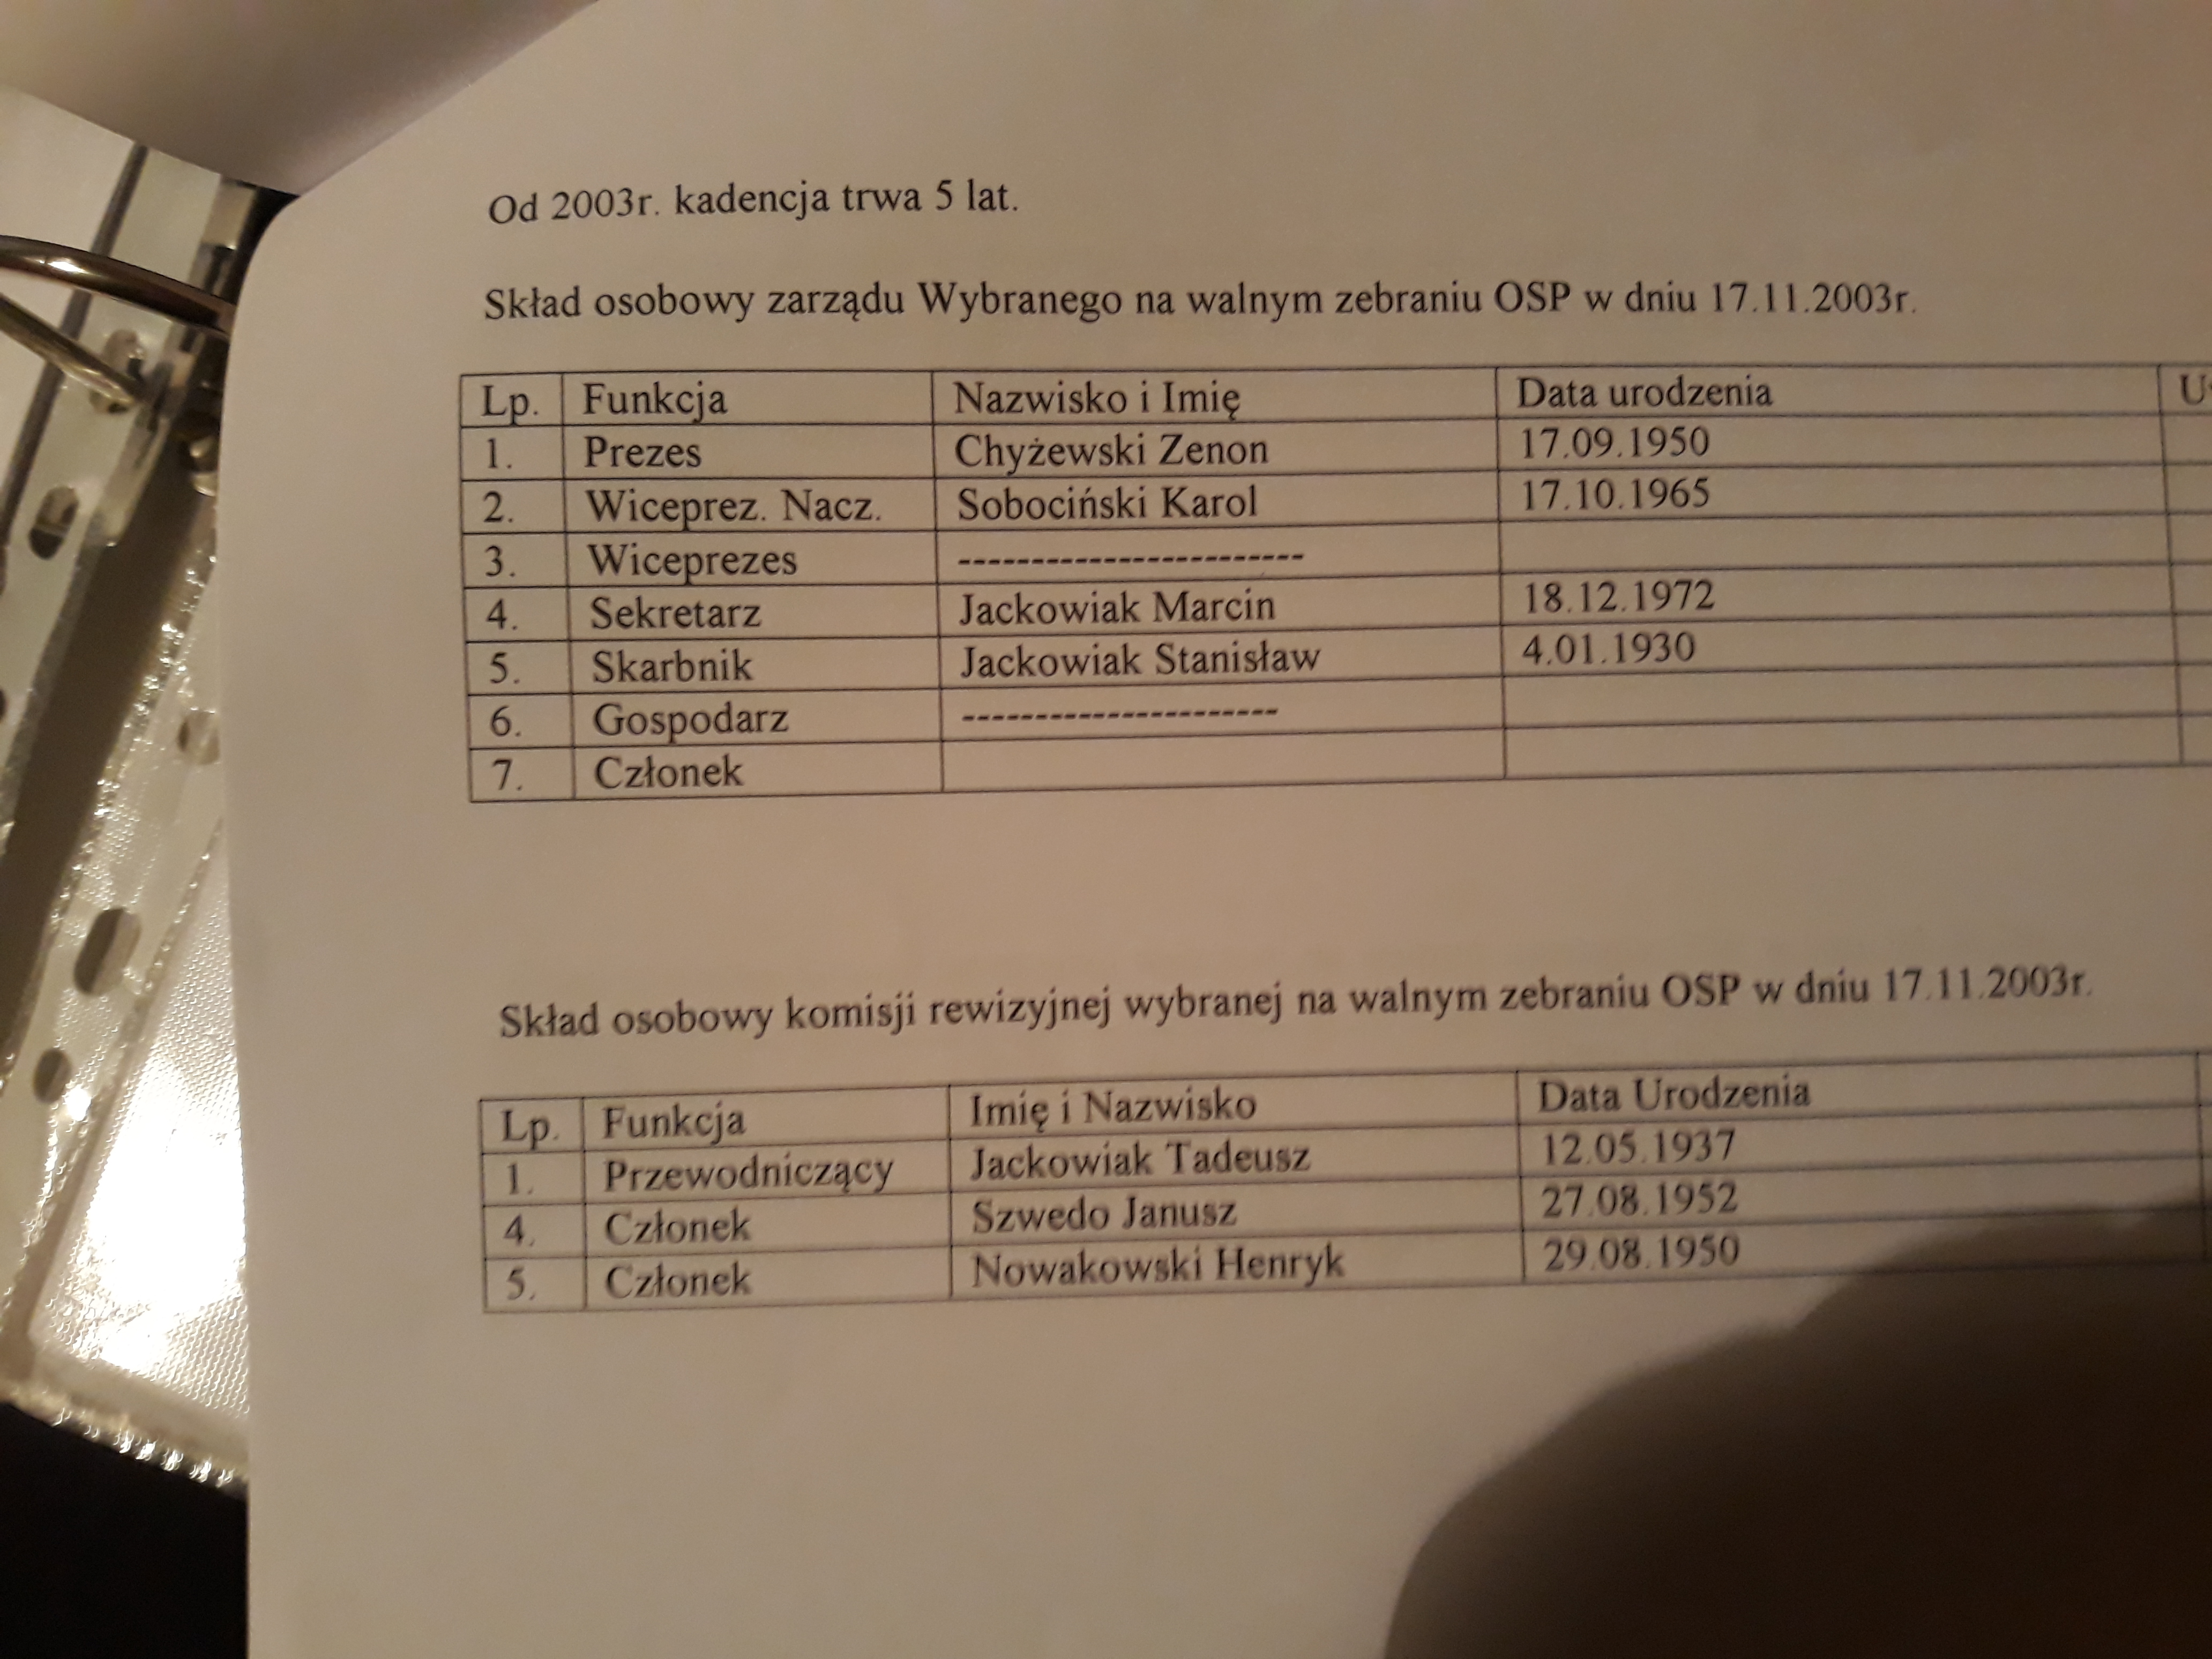 Od 2003r. kadencja trwa 5 lat.
Skład osobowy zarządu Wybranego na walnym zebraniu OSP w dniu 17.11.2003r.
Lp. Funkcja Nazwisko i Imię Data urodzenia
1. Prezes Chyżewski Zenon 17.09.1950
2. Wiceprez. Nacz. Sobociński Karol 17.10.1965
3. Wiceprezes ------------------------
4. Sekretarz Jackowiak Marcin 18.12.1972
5. Skarbnik Jackowiak Stanisław 4.01.1930
6. Gospodarz ----------------------
7. Członek
Skład osobowy komisji rewizyjnej wybranej na walnym zebraniu OSP w dniu 17.11.2003r.
Lp. Funkcja Imię i Nazwisko Data Urodzenia
1. Przewodniczący Jackowiak Tadeusz 12.05.1937
4. Członek Szwedo Janusz 27.08.1952
5. Członek Nowakowski Henryk 29.08.1950